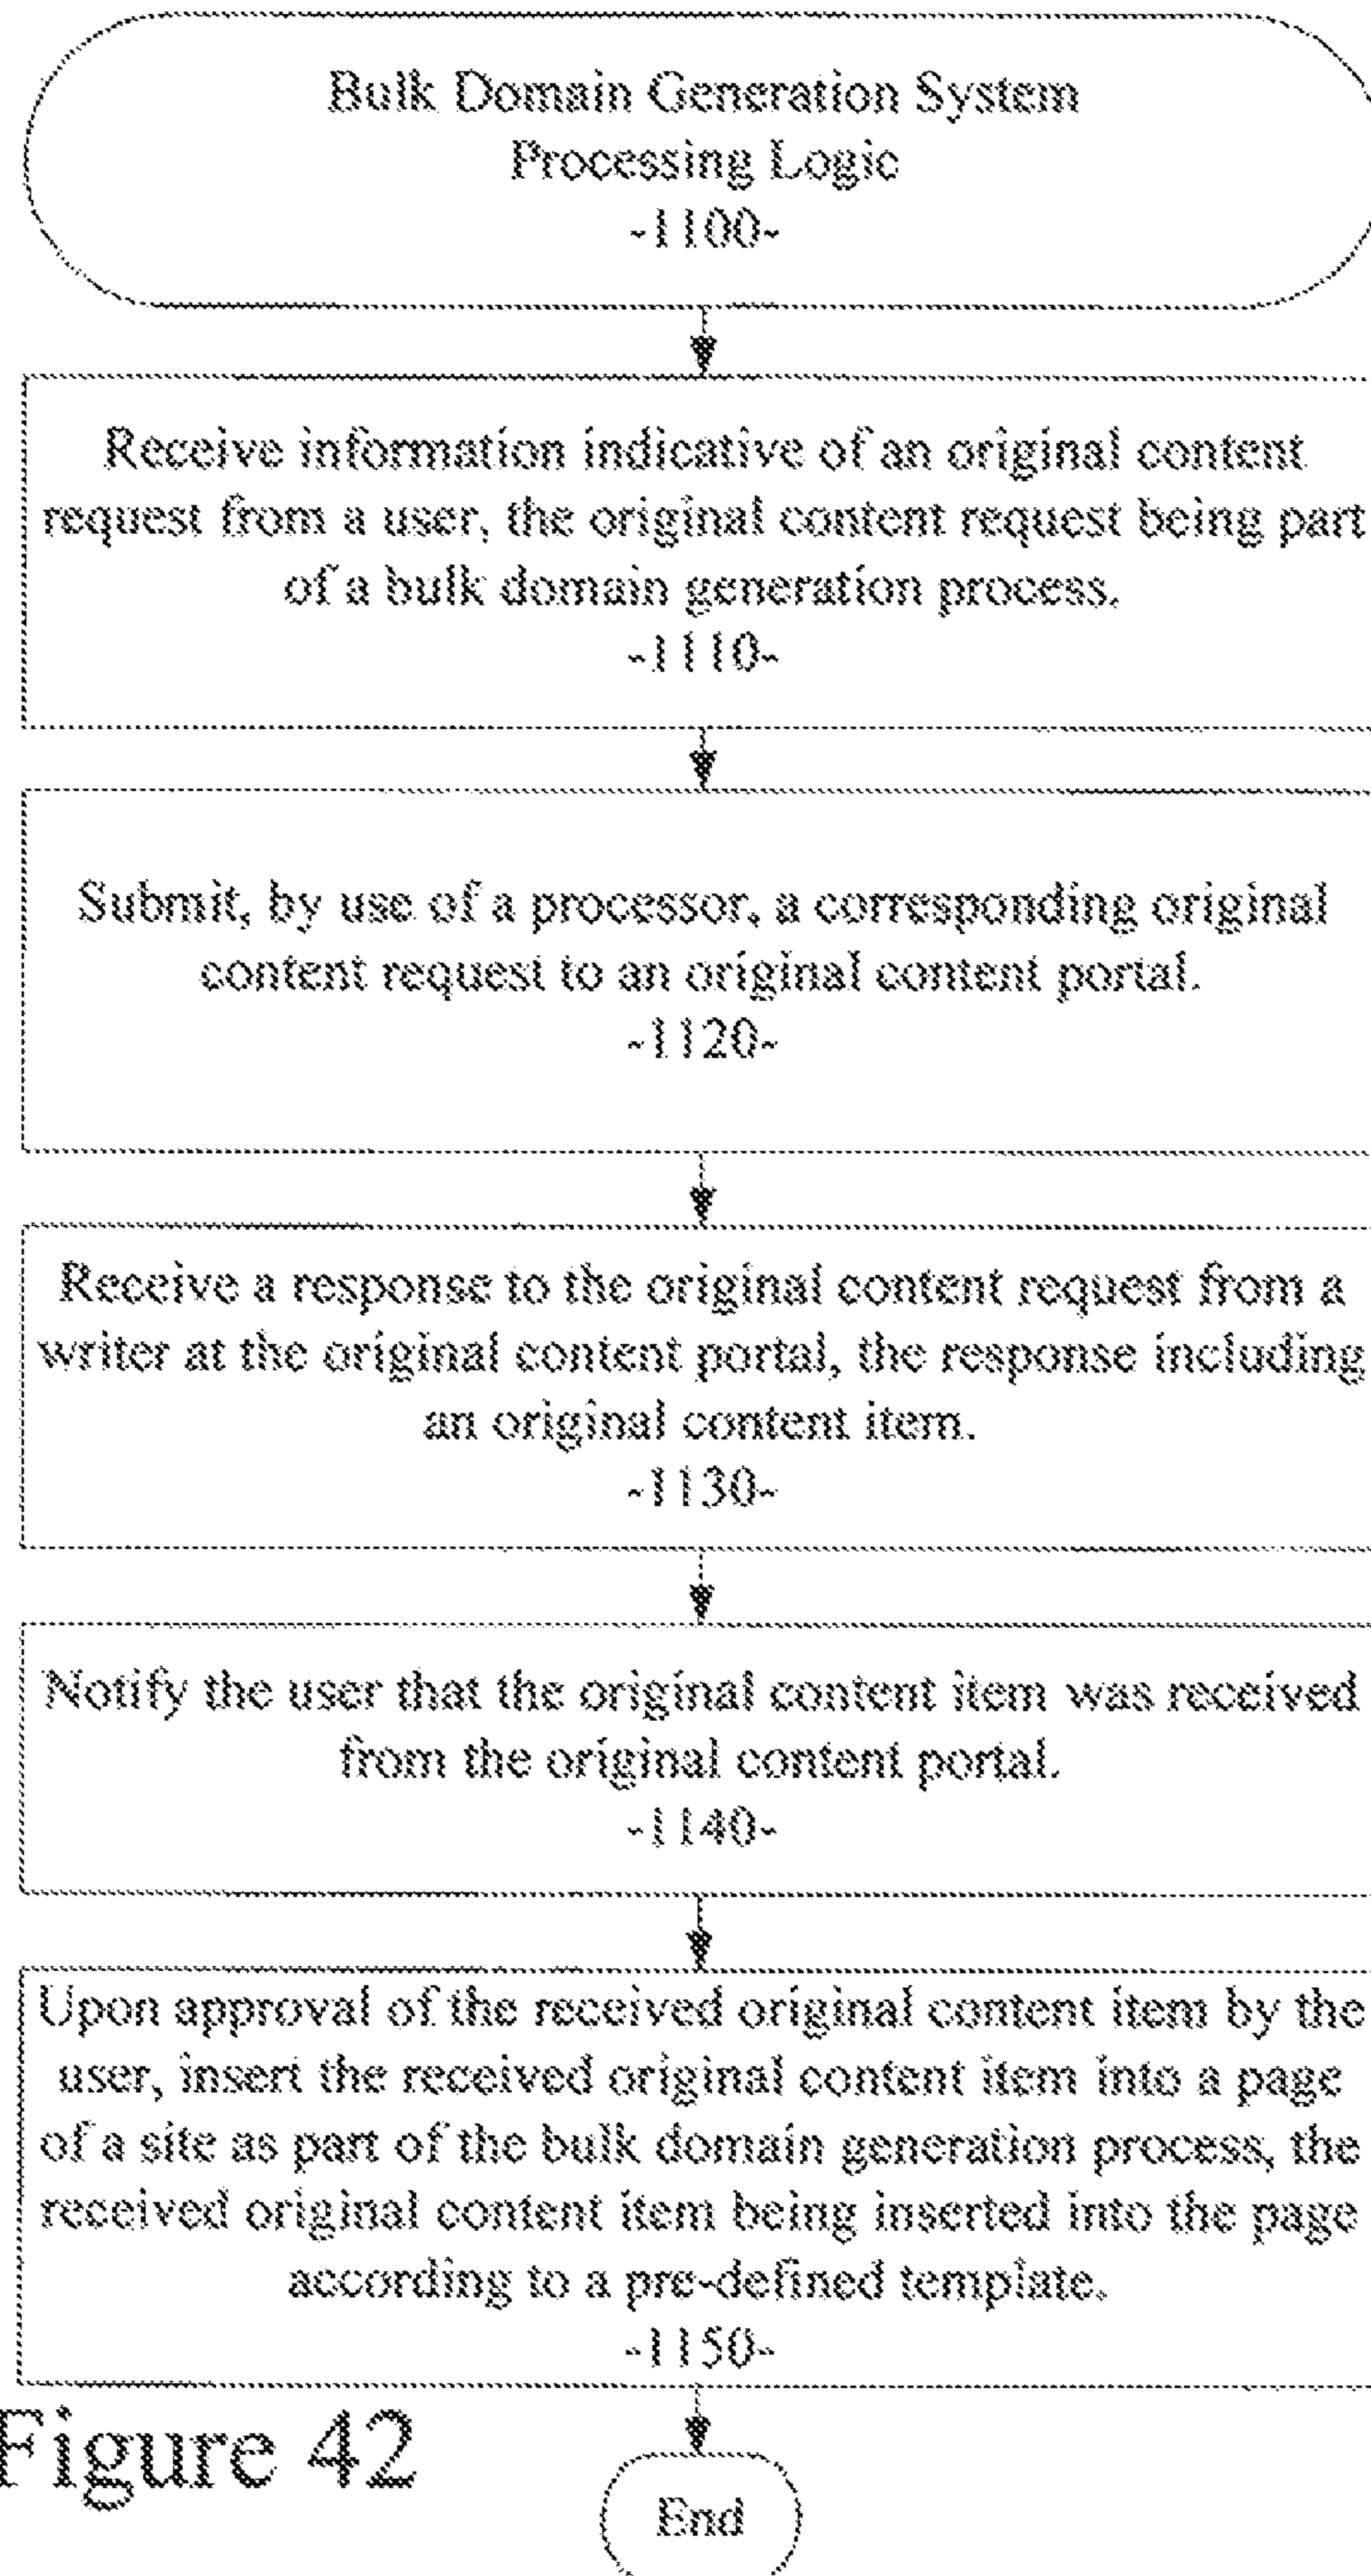 Bulk Domain Generation System
Processing Logic
-1100-
Receive information indicative of an original content
request from a user, the original content request being part
of a bulk domain generation process.
-1110-
Submit, by use of a processor, a corresponding original
content request to an original content portal.
-1120-
Receive a response to the original content request from a
writer at the original content portal, the response including
an original content item.
-1130-
Notify the user that the original content item was received
from the original content portal.
-1140-
Upon approval of the received original content item by the
user, insert the received original content item into a page
of a site as part of the bulk domain generation process, the
received original content item being inserted into the page
according to a pre-defined template.
-1150-
Figure 42
End